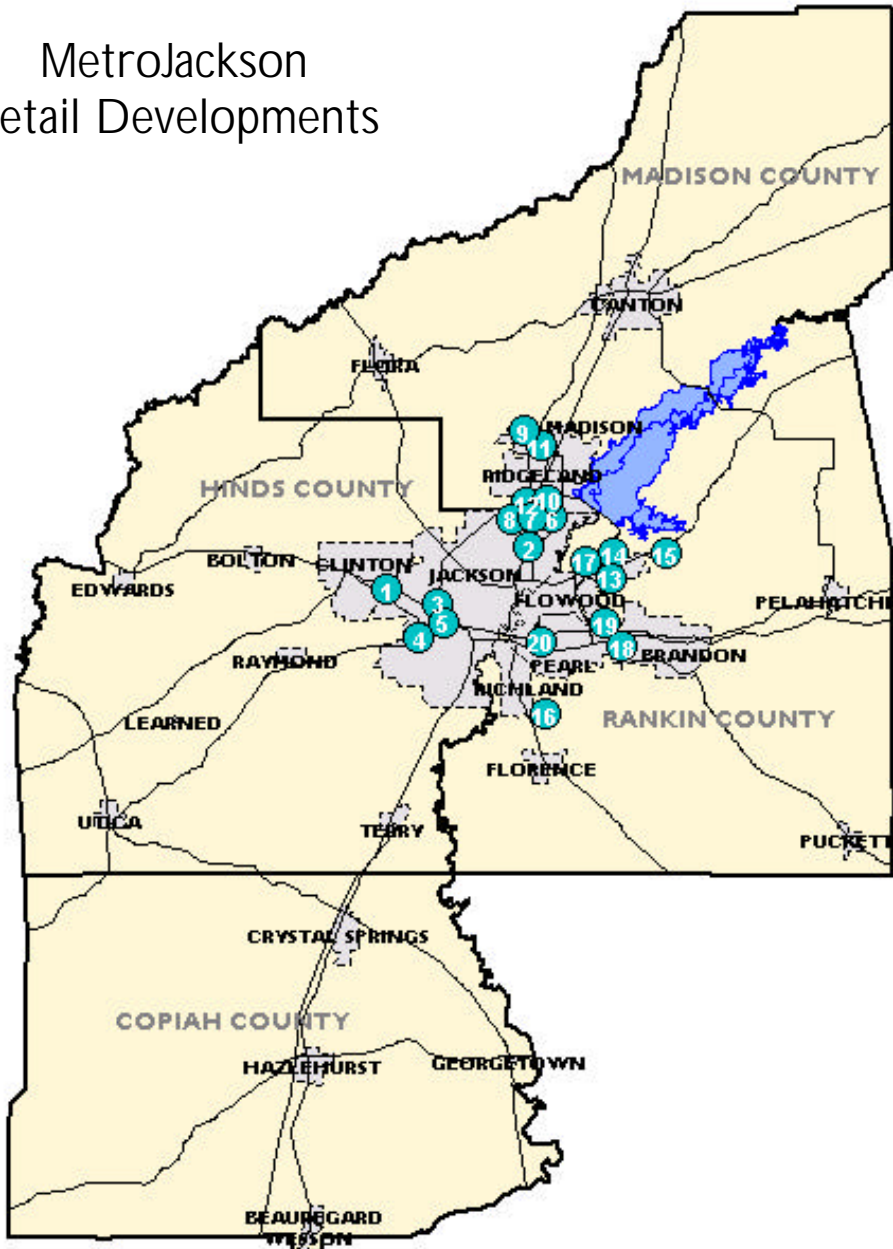 MetroJackson
etail Developments
MADISON COUNTY
CANTON
FLORA
9
MADISON
11
RIDGELAND
HINDS COUNTY
12
10
8
7
6
2
BOLTON
CLINTON
JACKSON
17
14
15
EDWARDS
1
13
3
FLOWOOD
PELAHATCHI
5
4
19
20
18
RAYMOND
PEARL
BRANDON
RICHLAND
LEARNED
16
RANKIN COUNTY
FLORENCE
UTICA
TERRY
PUCKETT
CRYSTAL SPRINGS
COPIAH COUNTY
HAZLEHURST
GEORGETOWN
BEAUREGARD
WESSON